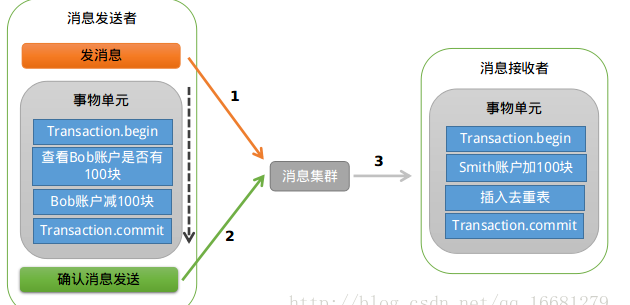 消息发送者
发消息
事物单元
Transaction.begin
查看Bob账户是否有
100块
Bob账户减100块
Transaction.commit
确认消息发送
1
2
消息集群
3
消息接收者
事物单元
Transaction.begin
Smith账户加100块
插入去重表
Transaction.commit
http://blog.csdn.net/qq_16681279